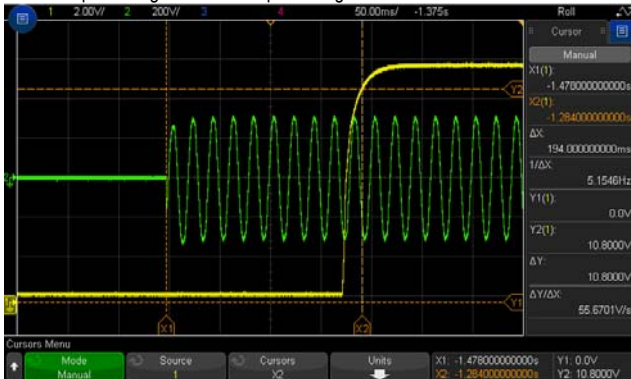 1 2.00V/ 2 200V/ 3 4 50.00ms/ -1.375s Roll
Cursor
Manual
X1(1):
-1.478000000000s
X2(1):
-1.284000000000s
ΔX:
194.000000000ms
1/ΔX:
5.1546Hz
Y1(1):
0.0V
Y2(1):
10.8000V
ΔY:
10.8000V
ΔY/ΔX:
55.6701V/s
Y2
Y1
X1 X2
Cursors Menu
Mode Source Cursors Units X1: -1.478000000000s Y1: 0.0V
Manual 1 X2 X2: -1.284000000000s Y2: 10.8000V